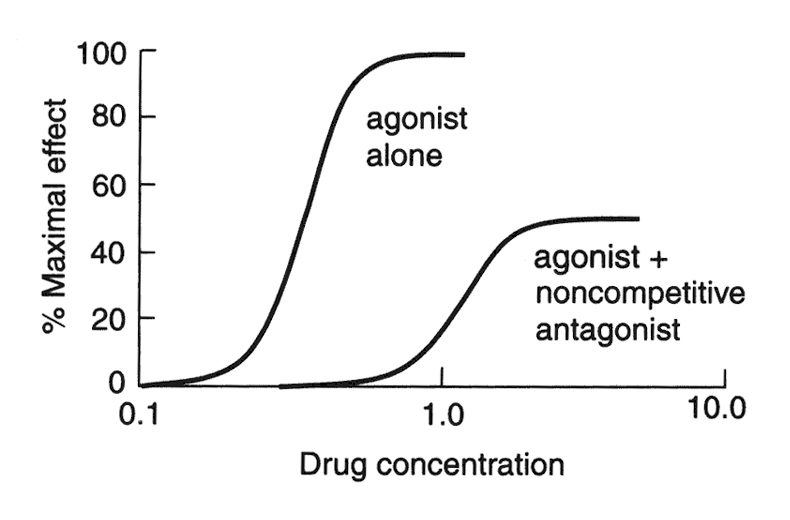 % Maximal effect
100
80
60
40
20
0
agonist
alone
agonist +
noncompetitive
antagonist
0.1
1.0
10.0
Drug concentration